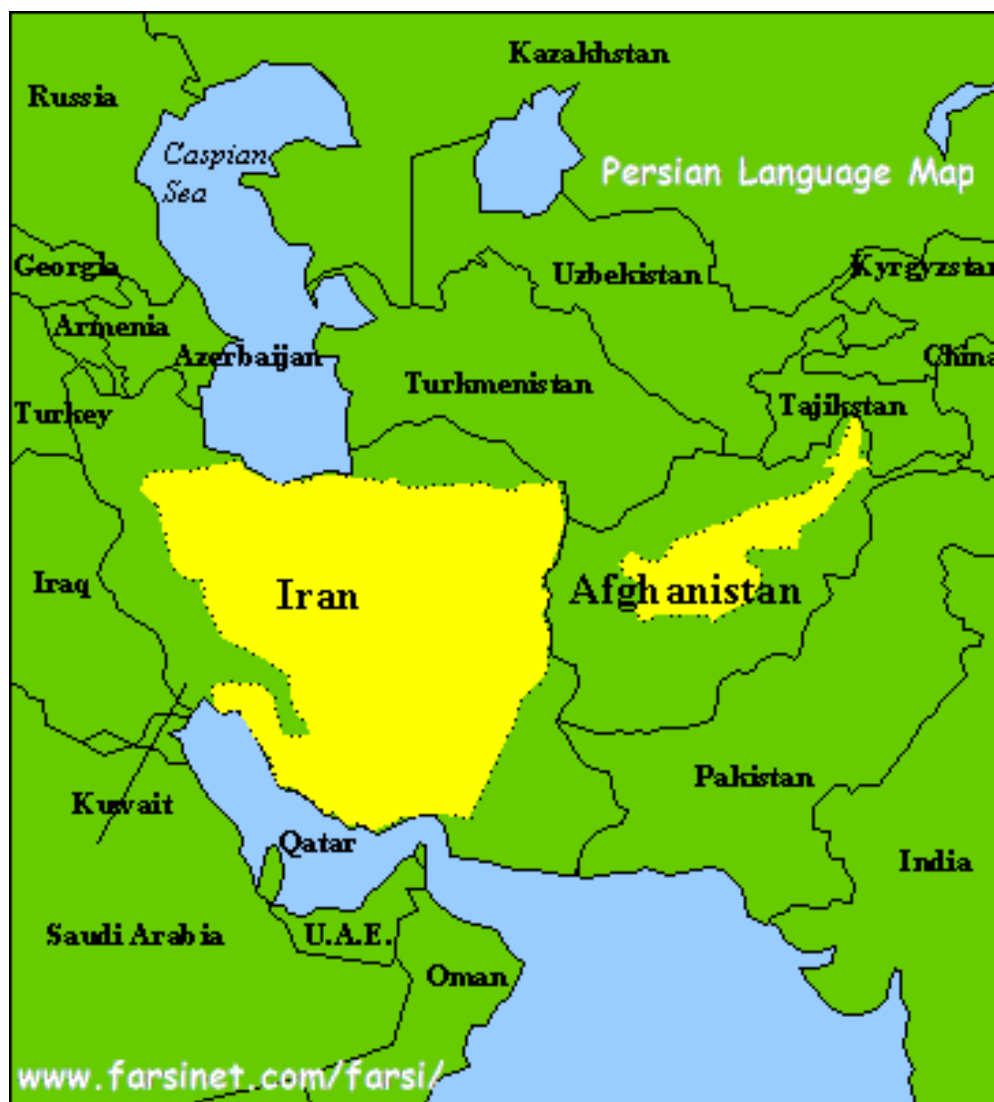 Kazakhstan
Russia
Caspian
Sea
Persian Language Map
Georgia
Uzbekistan
Kyrgyzstan
Armenia
Azerbaijan
China
Turkmenistan
Turkey
Tajikstan
Iraq
Iran
Afghanistan
Pakistan
Kuwait
Qatar
India
Saudi Arabia
U.A.E.
Oman
www.farsinet.com/farsi/